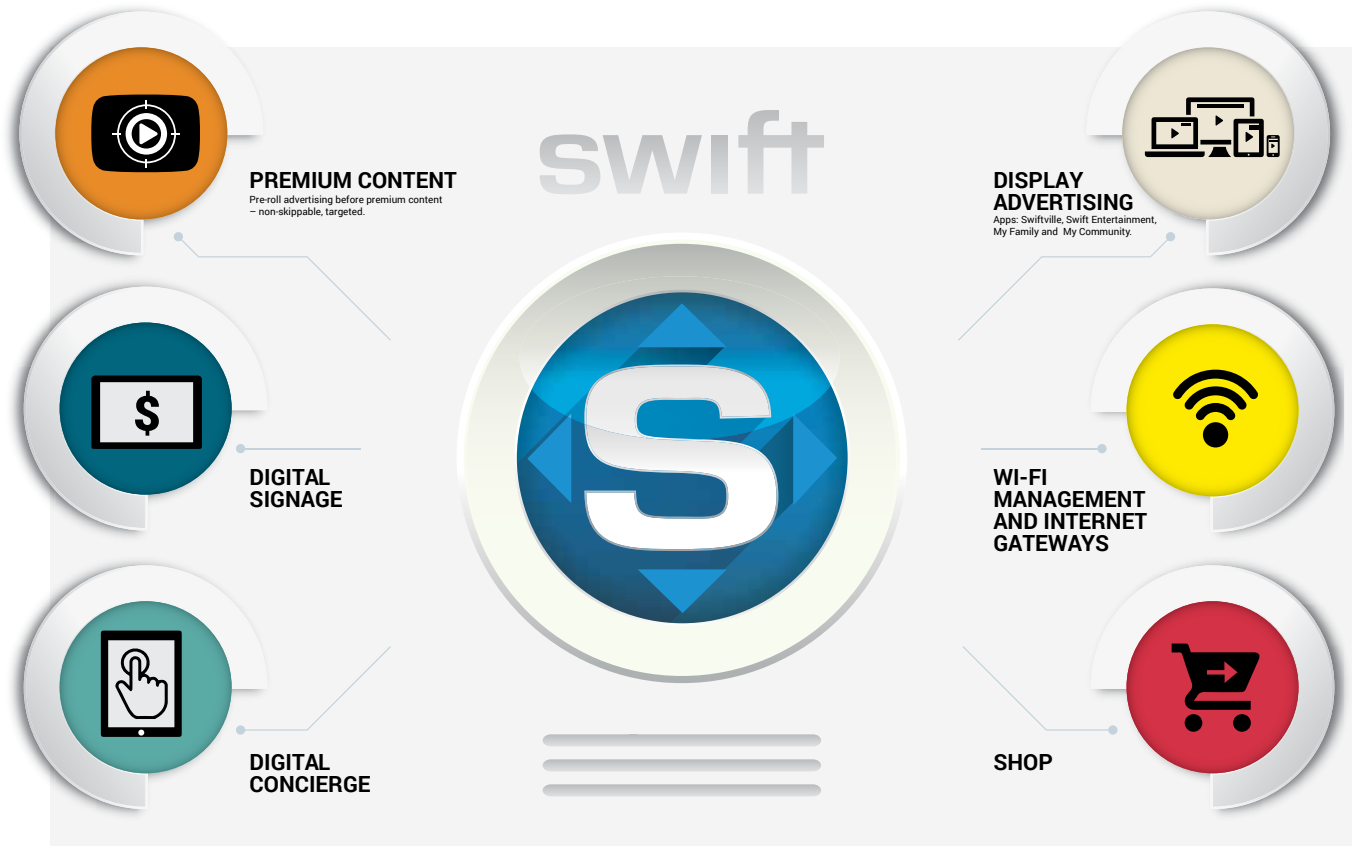 swift
PREMIUM CONTENT
Pre-roll advertising before premium content
– non-skippable, targeted.
DISPLAY
ADVERTISING
Apps: Swiftville, Swift Entertainment,
My Family and My Community.
S
$
DIGITAL
SIGNAGE
WI-FI
MANAGEMENT
AND INTERNET
GATEWAYS
DIGITAL
CONCIERGE
SHOP